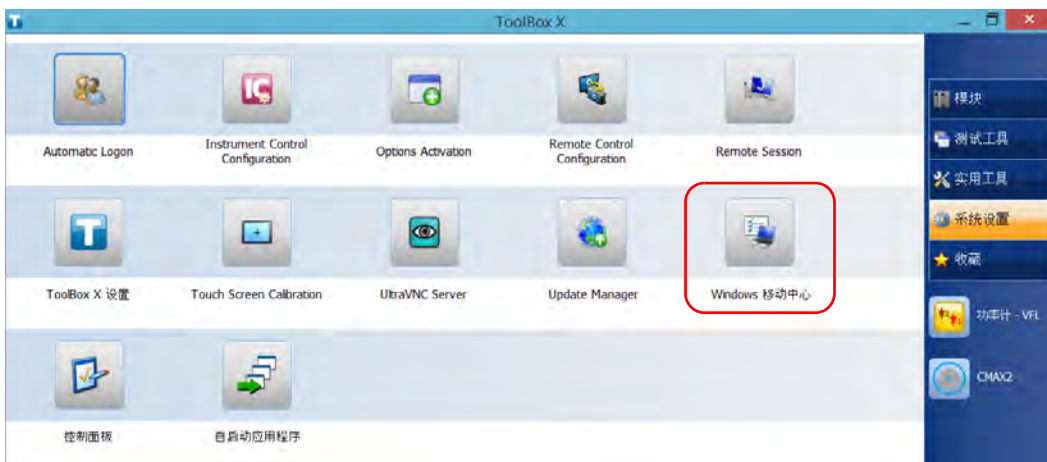 ToolBox X
Automatic Logon
Instrument Control
Configuration
Options Activation
Remote Control
Configuration
Remote Session
ToolBox X 设置
Touch Screen Calibration
UltraVNC Server
Update Manager
Windows 移动中心
控制面板
自启动应用程序
模块
测试工具
实用工具
系统设置
收藏
功率计 - VFL
CMAX2